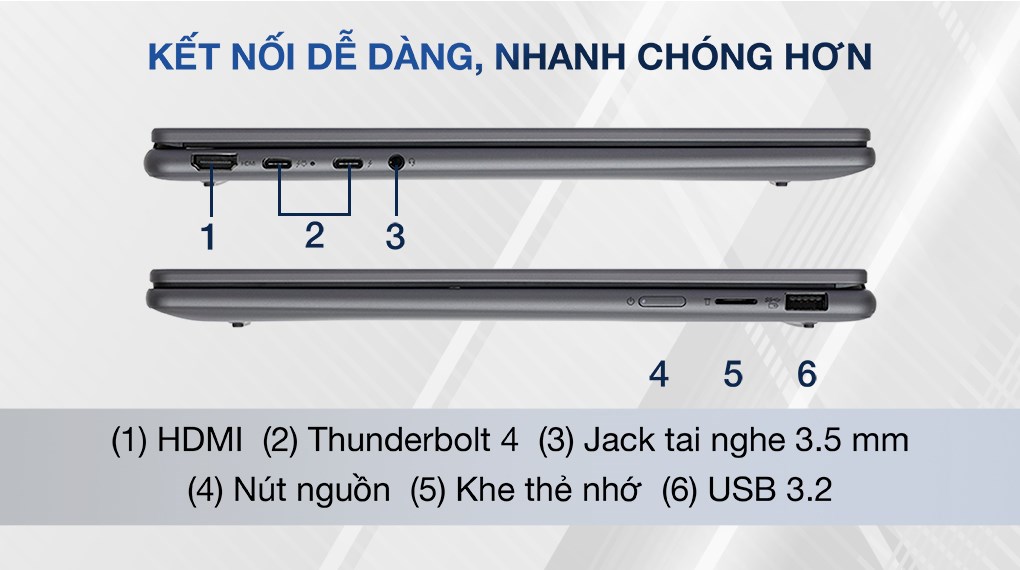 KẾT NỐI DỄ DÀNG, NHANH CHÓNG HƠN
HDMI
1 2 3
4 5 6
(1) HDMI (2) Thunderbolt 4 (3) Jack tai nghe 3.5 mm
(4) Nút nguồn (5) Khe thẻ nhớ (6) USB 3.2